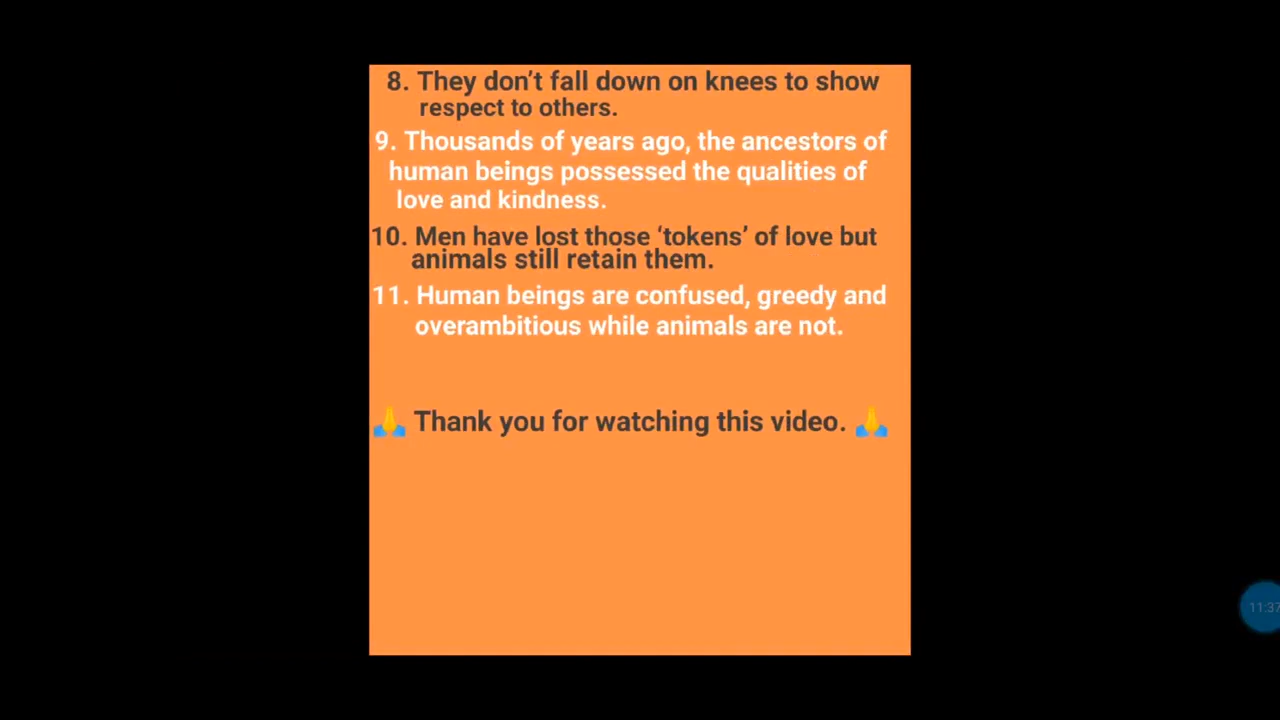 8. They don't fall down on knees to show
respect to others.
9. Thousands of years ago, the ancestors of
human beings possessed the qualities of
love and kindness.
10. Men have lost those ‘tokens’ of love but
animals still retain them.
11. Human beings are confused, greedy and
overambitious while animals are not.
🙏 Thank you for watching this video. 🙏
11:37